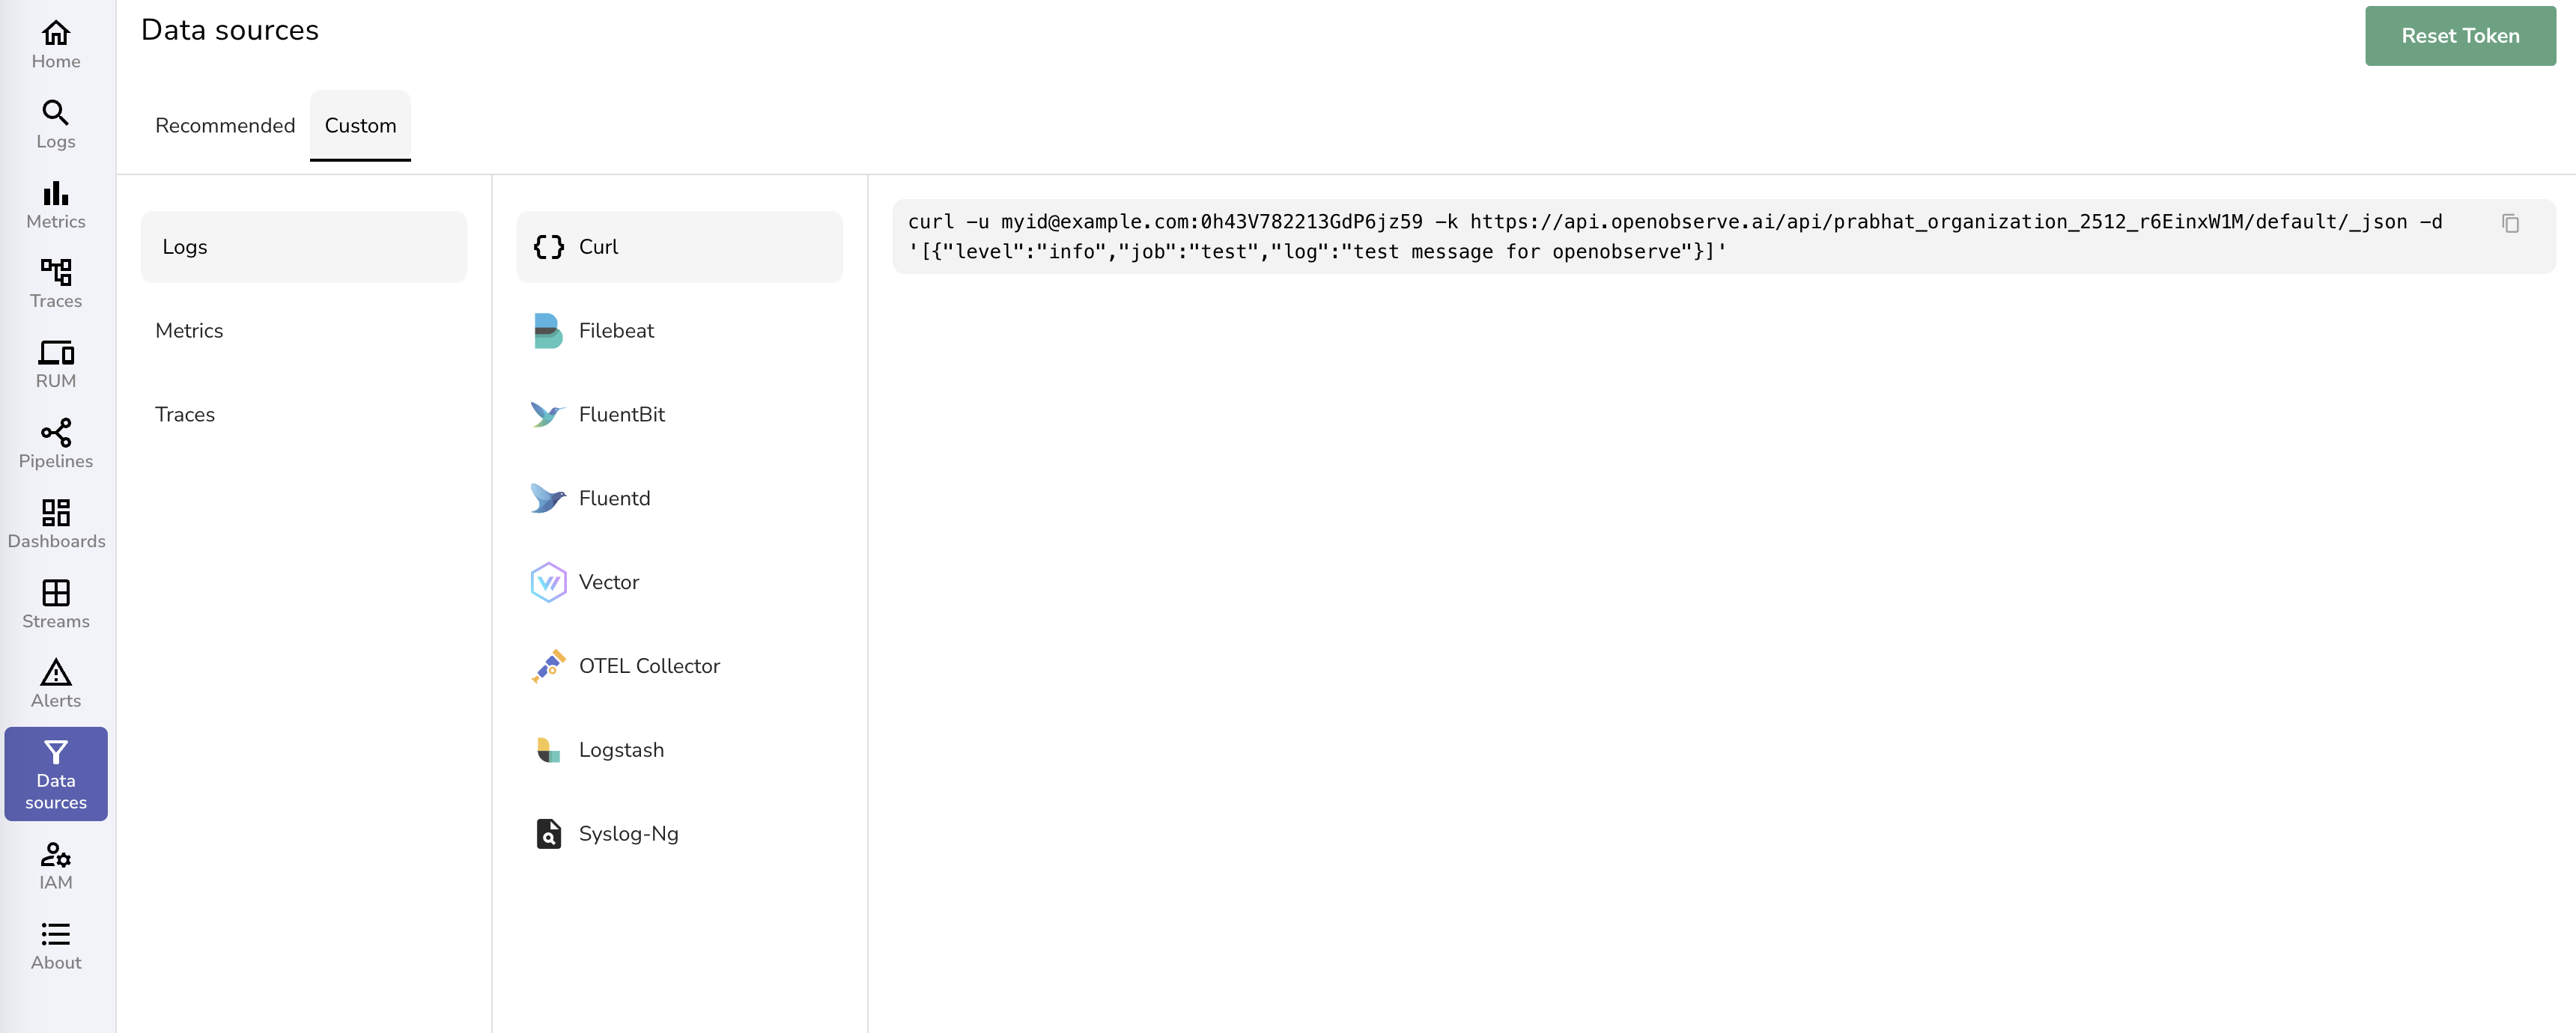 Home
Logs
Metrics
Traces
RUM
Pipelines
Dashboards
Streams
Alerts
Data
sources
IAM
About
Data sources
Reset Token
Recommended
Custom
Logs
Metrics
Traces
Curl
Filebeat
FluentBit
Fluentd
Vector
OTEL Collector
Logstash
Syslog-Ng
curl -u myid@example.com:0h43V782213GdP6jz59 -k https://api.openobserve.ai/api/prabhat_organization_2512_r6EinxW1M/default/_json -d
'[{"level":"info","job":"test","log":"test message for openobserve"}]'